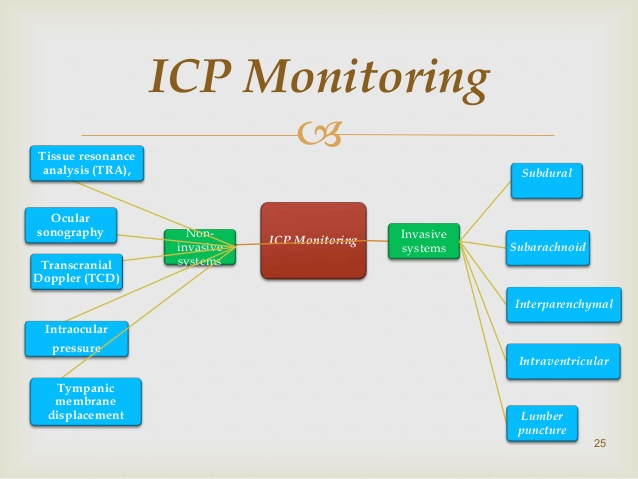 ICP Monitoring
Tissue resonance
analysis (TRA),
Ocular
sonography
Transcranial
Doppler (TCD)
Intraocular
pressure
Tympanic
membrane
displacement
Non-
invasive
systems
ICP Monitoring
Invasive
systems
Subdural
Subarachnoid
Interparenchymal
Intraventricular
Lumber
puncture
25